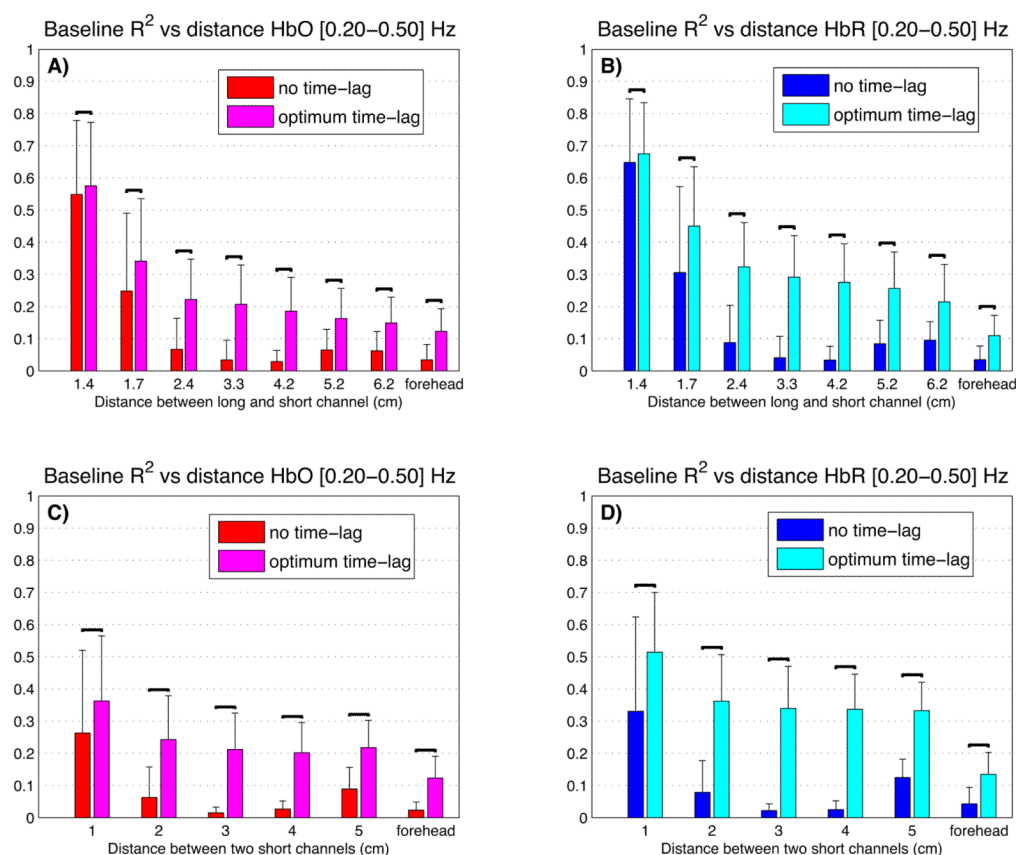 Baseline R² vs distance HbO [0.20−0.50] Hz
A)
no time−lag
optimum time−lag
1
0.9
0.8
0.7
0.6
0.5
0.4
0.3
0.2
0.1
0
1.4 1.7 2.4 3.3 4.2 5.2 6.2 forehead
Distance between long and short channel (cm)
Baseline R² vs distance HbR [0.20−0.50] Hz
B)
no time−lag
optimum time−lag
1
0.9
0.8
0.7
0.6
0.5
0.4
0.3
0.2
0.1
0
1.4 1.7 2.4 3.3 4.2 5.2 6.2 forehead
Distance between long and short channel (cm)
Baseline R² vs distance HbO [0.20−0.50] Hz
C)
no time−lag
optimum time−lag
1
0.9
0.8
0.7
0.6
0.5
0.4
0.3
0.2
0.1
0
1 2 3 4 5 forehead
Distance between two short channels (cm)
Baseline R² vs distance HbR [0.20−0.50] Hz
D)
no time−lag
optimum time−lag
1
0.9
0.8
0.7
0.6
0.5
0.4
0.3
0.2
0.1
0
1 2 3 4 5 forehead
Distance between two short channels (cm)